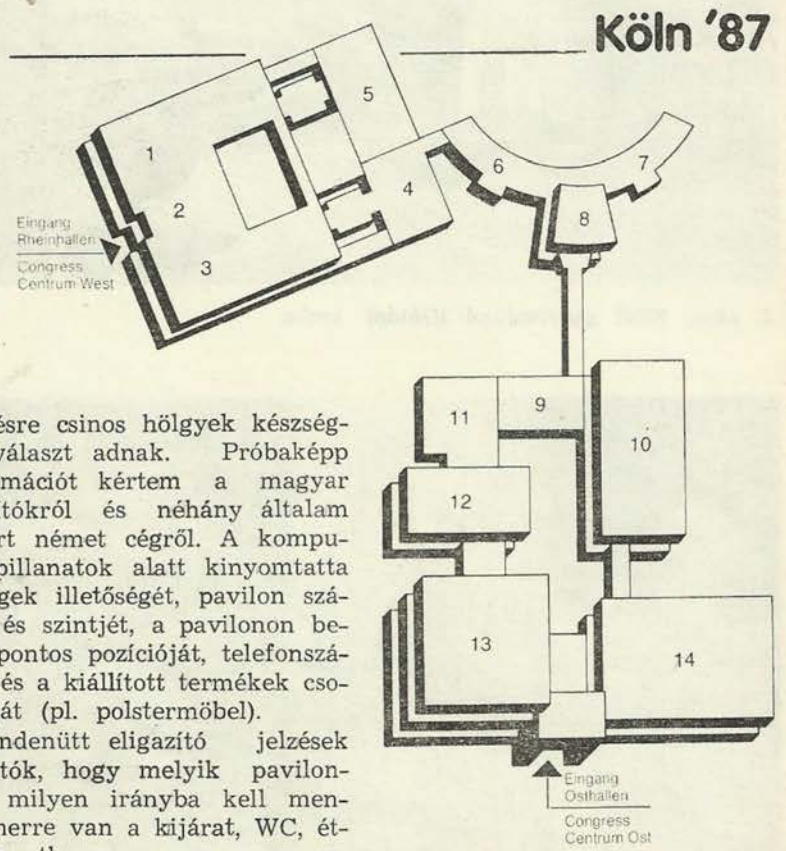 Köln '87
5
1
6
7
4
2
8
Eingang
Rheinhallen
Congress
Centrum West
3
11
9
10
12
13
14
Eingang
Osthallen
Congress
Centrum Ost
ésre csinos hölgyek készség-
választ adnak. Próbaképp
mációt kértem a magyar
tókról és néhány általam
rt német cégről. A kompu-
pillanatok alatt kinyomtatta
gek illetőségét, pavilon szá-
és szintjét, a pavilonon be-
pontos pozícióját, telefonszá-
és a kiállított termékek cso-
át (pl. polstermöbel).
ndenütt eligazító jelzések
tók, hogy melyik pavilon-
milyen irányba kell men-
merre van a kijárat, WC, ét-